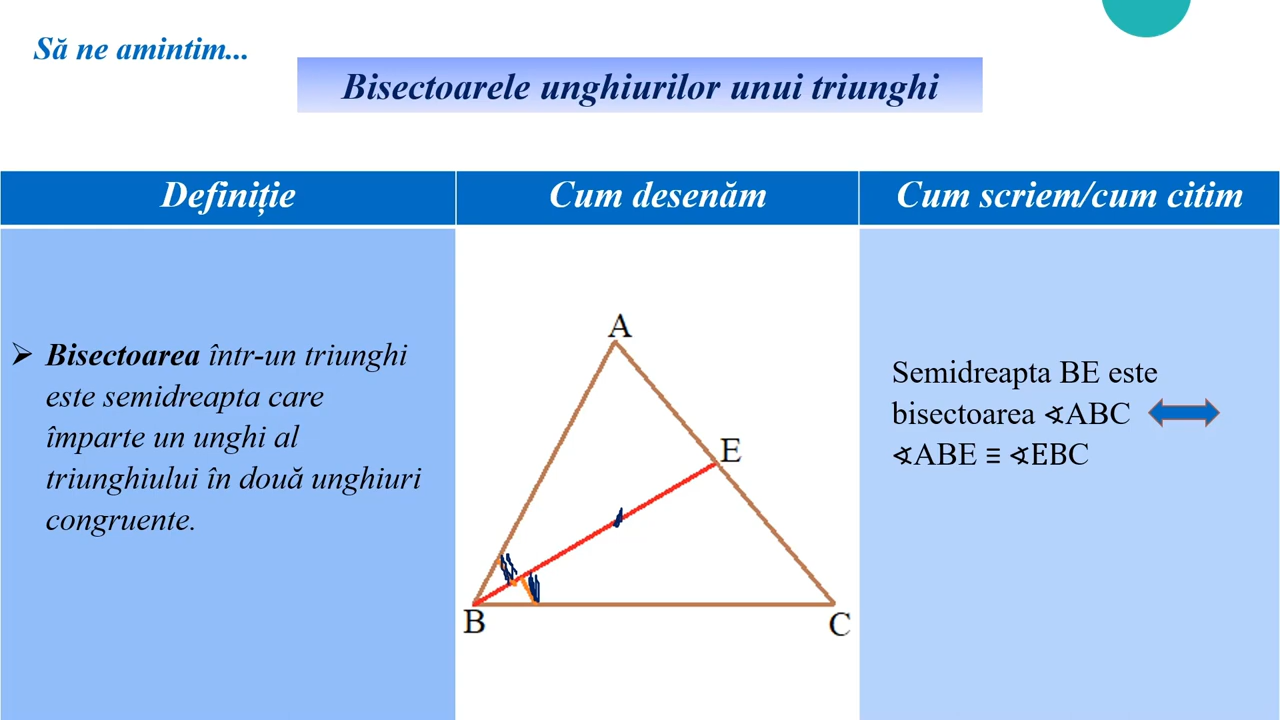 Să ne amintim...
Bisectoarele unghiurilor unui triunghi
Definiție
Cum desenăm
Cum scriem/cum citim
➢ Bisectoarea într-un triunghi
este semidreapta care
împarte un unghi al
triunghiului în două unghiuri
congruente.
A
E
B
C
Semidreapta BE este
bisectoarea ∢ABC
∢ABE ≡ ∢EBC